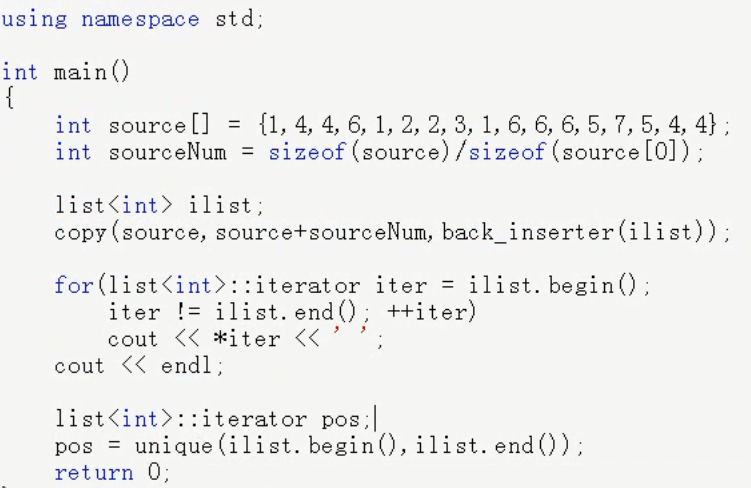 using namespace std;
int main()
{
int source[] = {1,4,4,6,1,2,2,3,1,6,6,6,5,7,5,4,4};
int sourceNum = sizeof(source)/sizeof(source[0]);
list<int> ilist;
copy(source,source+sourceNum,back_inserter(ilist));
for(list<int>::iterator iter = ilist.begin();
iter != ilist.end(); ++iter)
cout << *iter << ' ';
cout << endl;
list<int>::iterator pos;
pos = unique(ilist.begin(),ilist.end());
return 0;